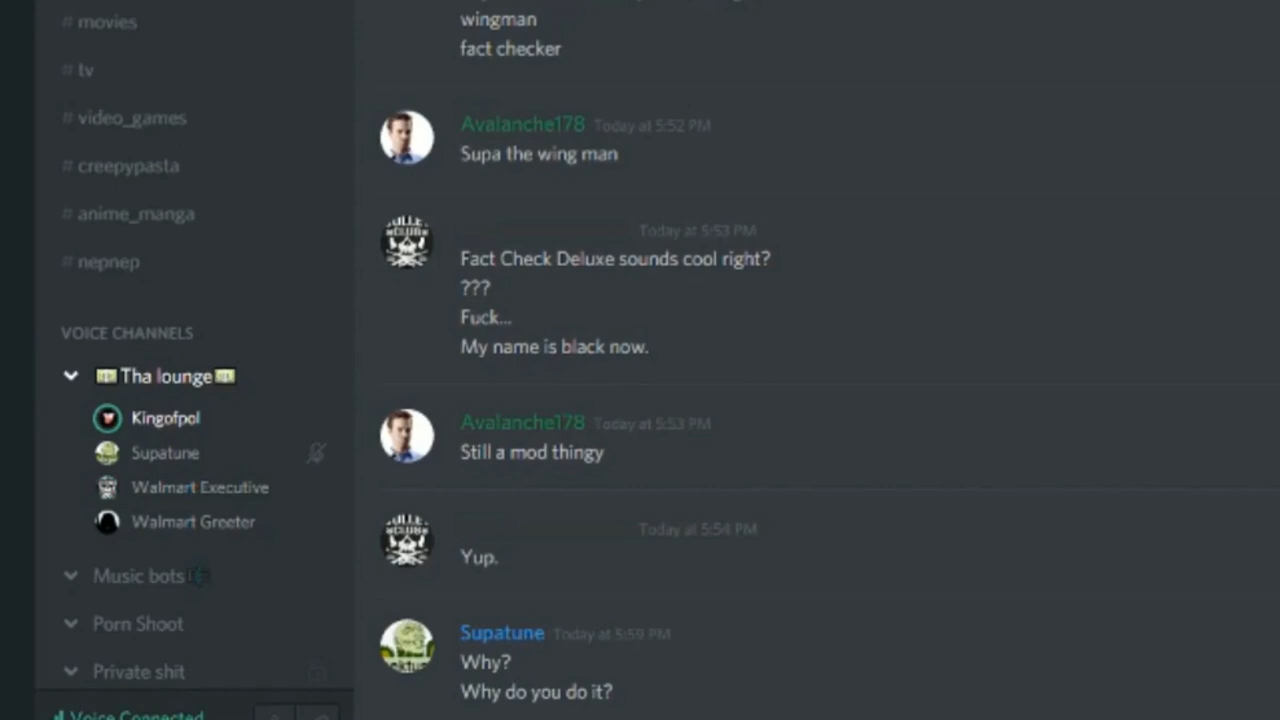 # movies
# tv
# video_games
# creepypasta
# anime_manga
# nepnep
VOICE CHANNELS
Tha lounge
Kingofpol
Supatune
Walmart Executive
Walmart Greeter
Music bots
Porn Shoot
Private shit
Voice Connected
wingman
fact checker
Avalanche178 Today at 5:52 PM
Supa the wing man
Today at 5:53 PM
Fact Check Deluxe sounds cool right?
???
Fuck...
My name is black now.
Avalanche178 Today at 5:53 PM
Still a mod thingy
Today at 5:54 PM
Yup.
Supatune Today at 5:59 PM
Why?
Why do you do it?